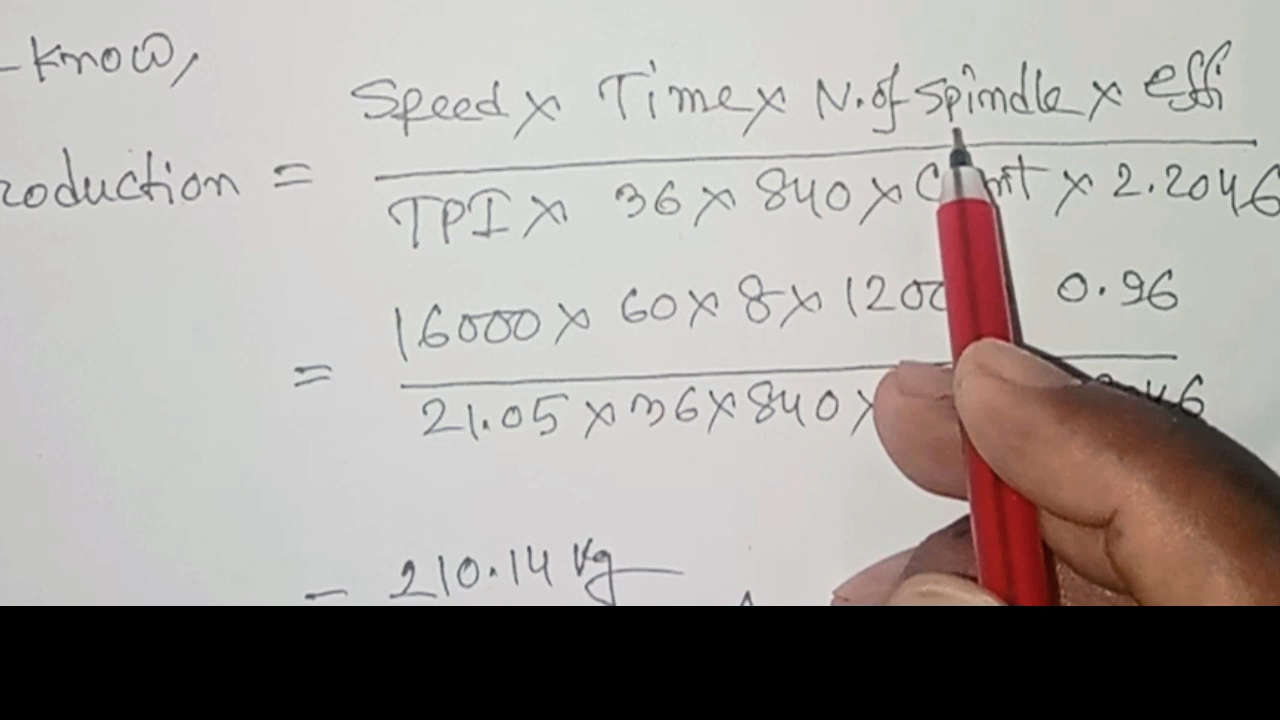 - know,
roduction = Speed x Time x N. of spindle x effi
TPI x 36 x 840 x x 2.2046
= 16000 x 60 x 8 x 1200 0.96
21.05 x 36 x 840 x 46
- 210.14 kg